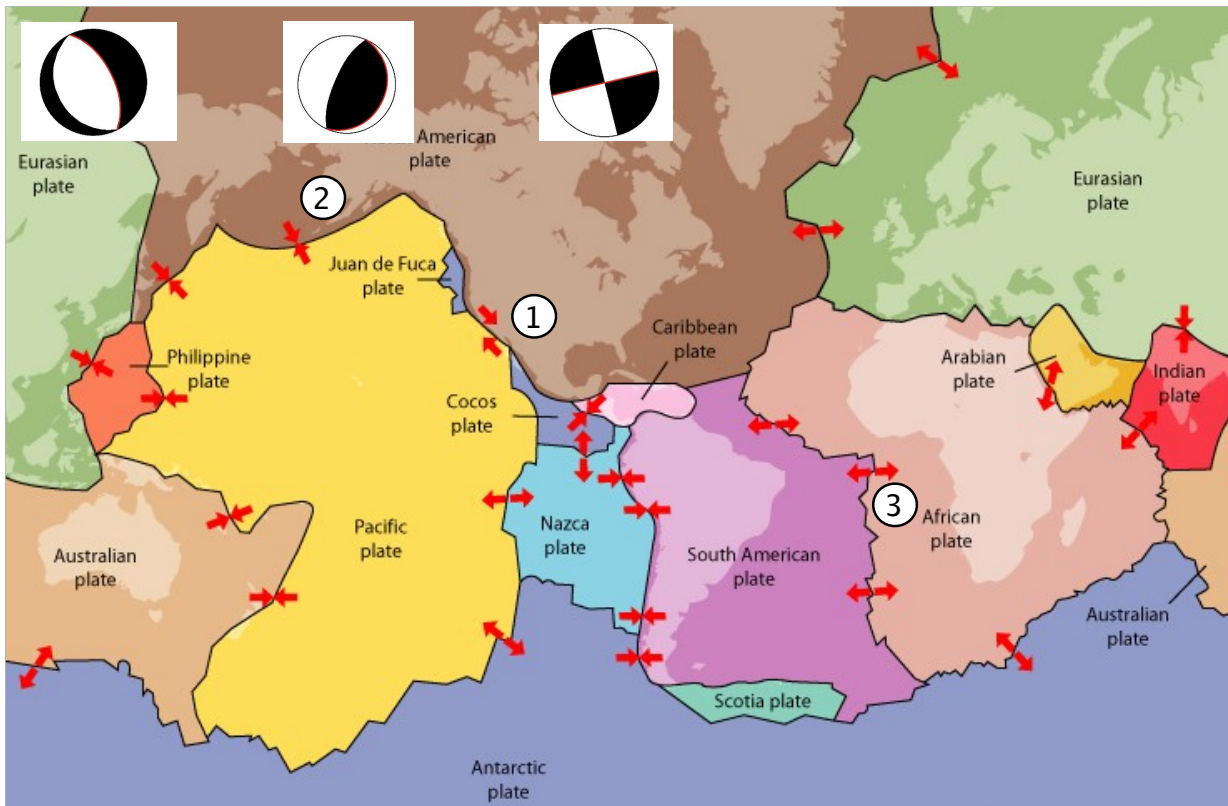 American
plate
Eurasian
plate
Eurasian
plate
2
Juan de Fuca
plate
1
Caribbean
plate
Philippine
plate
Arabian
plate
Indian
plate
Cocos
plate
3
Pacific
plate
Nazca
plate
African
plate
South American
plate
Australian
plate
Australian
plate
Scotia plate
Antarctic
plate